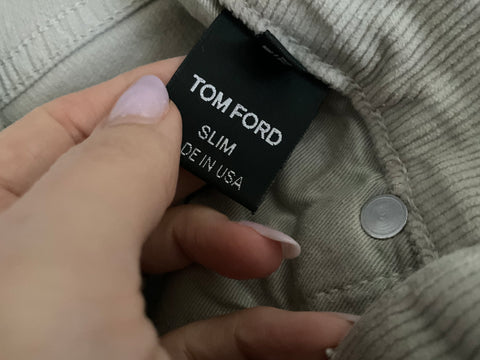 TOM FORD
SLIM
DE IN USA